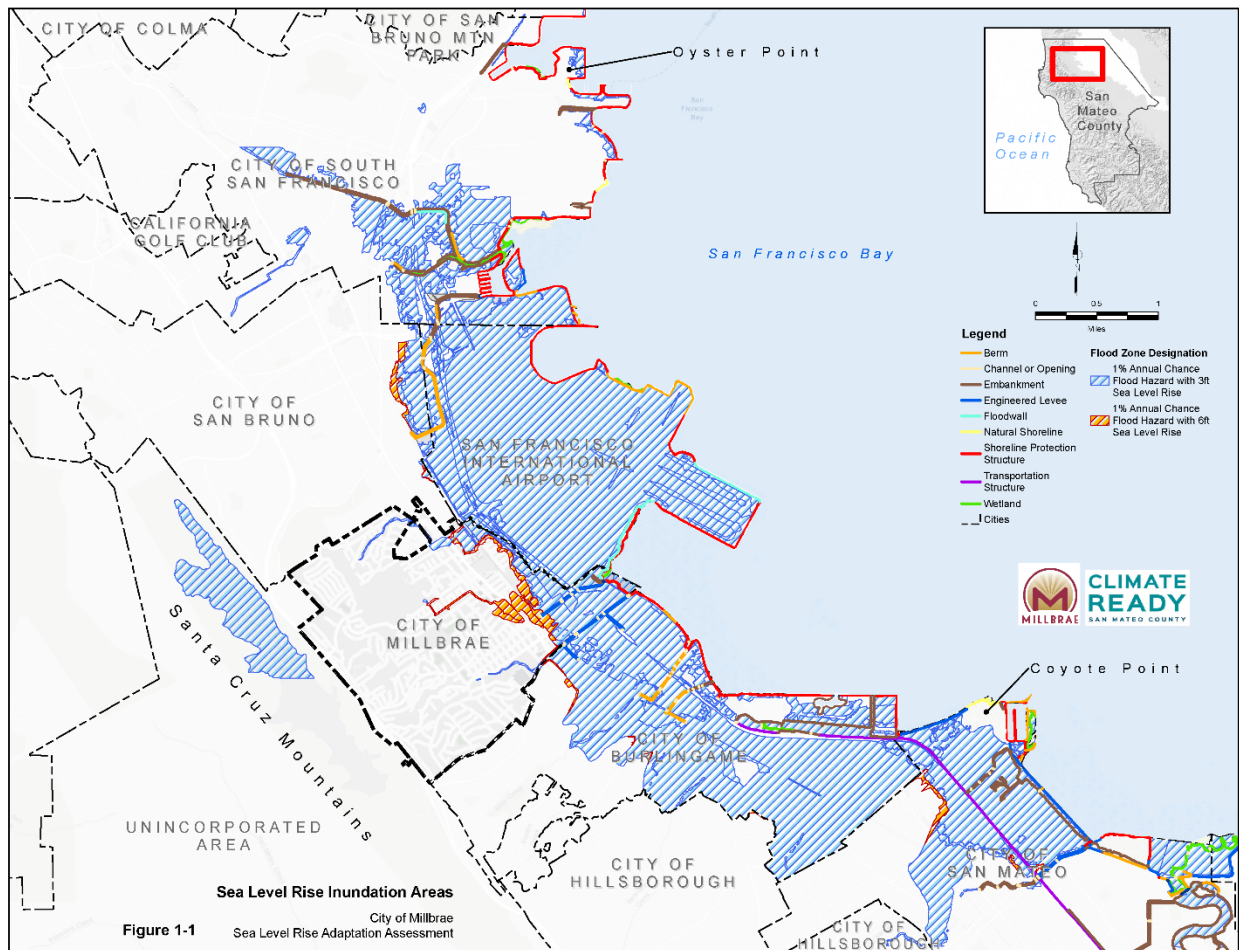 CITY OF COLMA
CITY OF SAN
BRUNO MTN
PARK
Oyster Point
San
Francisco
Bay
San
Mateo
County
Pacific
Ocean
CITY OF SOUTH
SAN FRANCISCO
CALIFORNIA
GOLF CLUB
San Francisco Bay
N
0
0.5
1
Miles
Legend
Berm
Channel or Opening
Embankment
Engineered Levee
Floodwall
Natural Shoreline
Shoreline Protection
Structure
Transportation
Structure
Wetland
Cities
Flood Zone Designation
1% Annual Chance
Flood Hazard with 3ft
Sea Level Rise
1% Annual Chance
Flood Hazard with 6ft
Sea Level Rise
CITY OF
SAN BRUNO
SAN FRANCISCO
INTERNATIONAL
AIRPORT
M
MILLBRAE
CLIMATE
READY
SAN MATEO COUNTY
CITY OF
MILLBRAE
Santa Cruz Mountains
Coyote Point
CITY OF
BURLINGAME
UNINCORPORATED
AREA
CITY OF
HILLSBOROUGH
CITY OF
SAN MATEO
CITY OF
HILLSBOROUGH
Sea Level Rise Inundation Areas
City of Millbrae
Figure 1-1
Sea Level Rise Adaptation Assessment